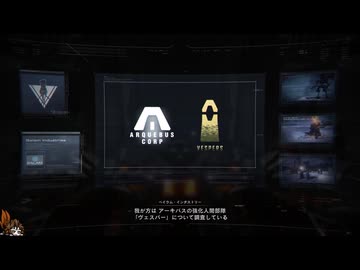 ARQUEBUS
CORP
VESPERS
ベイラム・インダストリー
我が方は アーキバスの強化人間部隊
「ヴェスパー」について調査している